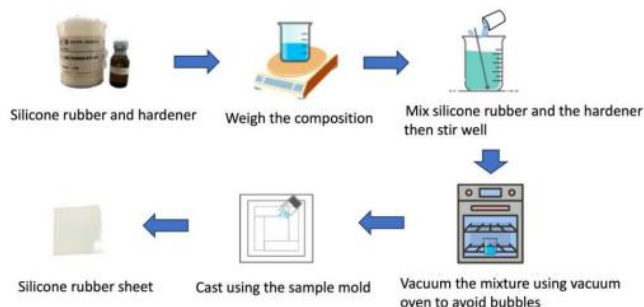 Silicone rubber and hardener
Weigh the composition
Mix silicone rubber and the hardener
then stir well
Silicone rubber sheet
Cast using the sample mold
Vacuum the mixture using vacuum
oven to avoid bubbles